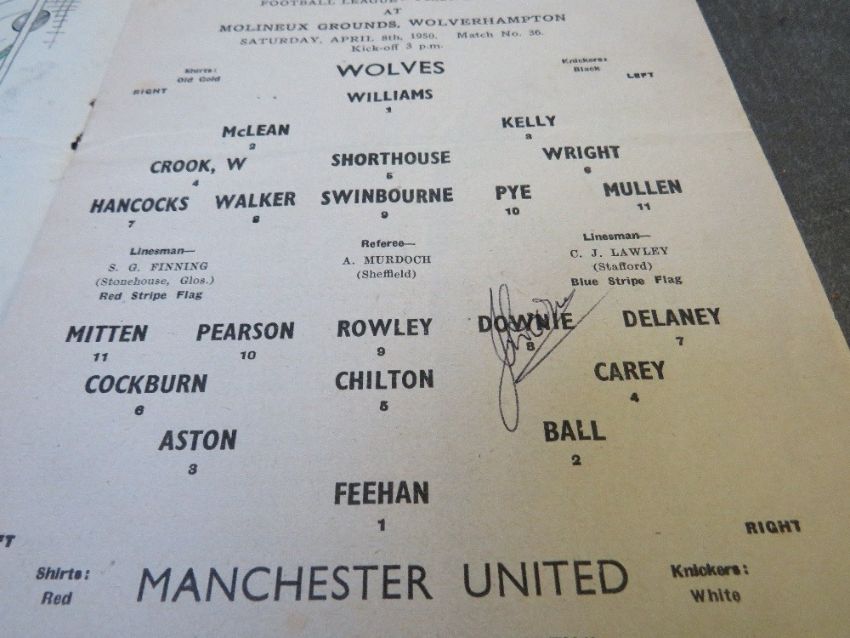 FOOTBALL LEAGUE
AT
MOLINEUX GROUNDS, WOLVERHAMPTON
SATURDAY, APRIL 8th, 1950. Match No. 36.
Kick-off 3 p.m.
Shirts: Old Gold WOLVES Knickers: Black
RIGHT LEFT
WILLIAMS
1
McLEAN KELLY
2 3
CROOK, W SHORTHOUSE WRIGHT
4 5 6
HANCOCKS WALKER SWINBOURNE PYE MULLEN
7 8 9 10 11
Linesman— Referee— Linesman—
S. G. FINNING A. MURDOCH C. J. LAWLEY
(Stonehouse, Glos.) (Sheffield) (Stafford)
Red Stripe Flag Blue Stripe Flag
MITTEN PEARSON ROWLEY DOWNIE DELANEY
11 10 9 8 7
COCKBURN CHILTON CAREY
6 5 4
ASTON BALL
3 2
FEEHAN
1
RIGHT
Shirts: Red MANCHESTER UNITED Knickers: White